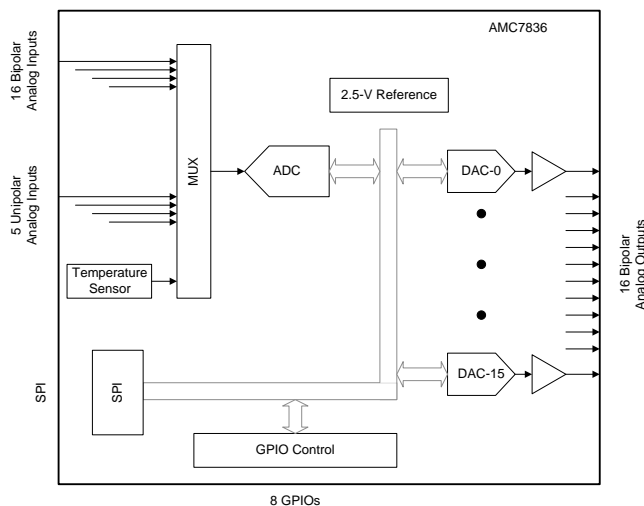 AMC7836
16 Bipolar
Analog Inputs
2.5-V Reference
MUX
ADC
DAC-0
5 Unipolar
Analog Inputs
Temperature
Sensor
16 Bipolar
Analog Outputs
SPI
SPI
DAC-15
GPIO Control
8 GPIOs